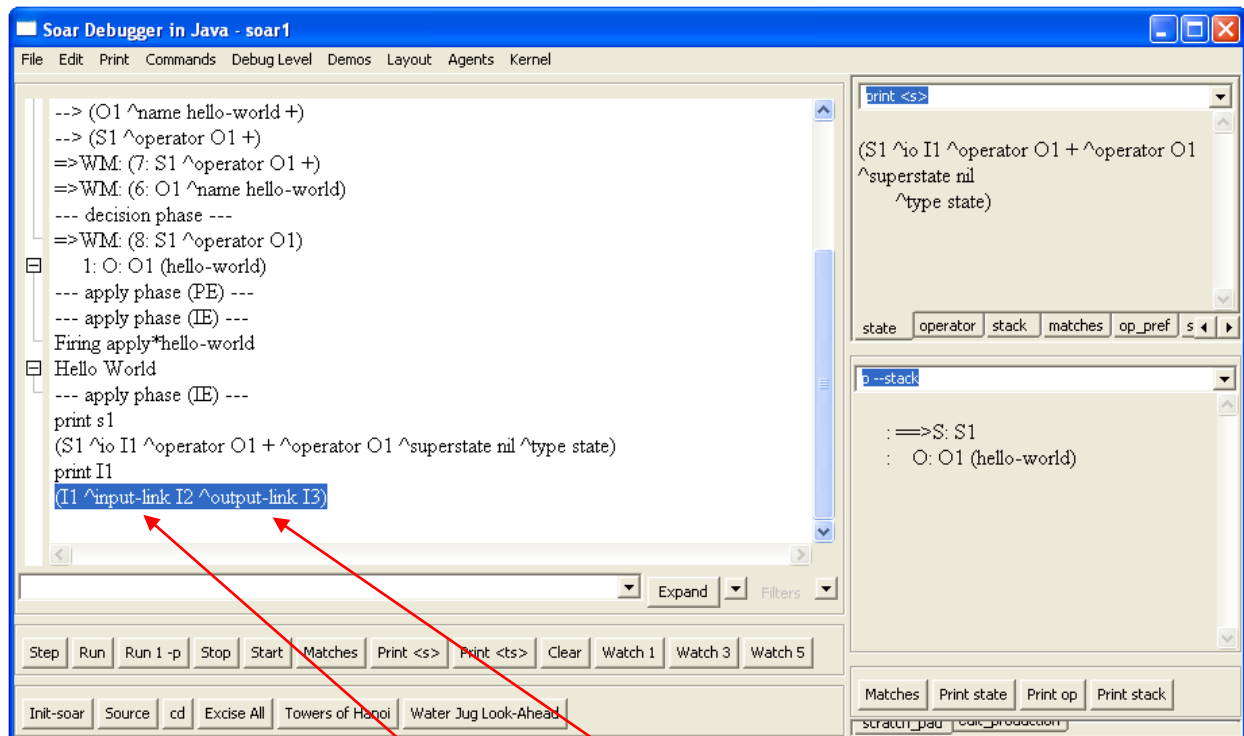 Soar Debugger in Java - soar1
File Edit Print Commands Debug Level Demos Layout Agents Kernel
--> (O1 ^name hello-world +)
--> (S1 ^operator O1 +)
=>WM: (7: S1 ^operator O1 +)
=>WM: (6: O1 ^name hello-world)
--- decision phase ---
=>WM: (8: S1 ^operator O1)
1: O: O1 (hello-world)
--- apply phase (PE) ---
--- apply phase (IE) ---
Firing apply*hello-world
Hello World
--- apply phase (IE) ---
print s1
(S1 ^io I1 ^operator O1 + ^operator O1 ^superstate nil ^type state)
print I1
(I1 ^input-link I2 ^output-link I3)
Expand Filters
Step Run Run 1 -p Stop Start Matches Print <s> Print <ts> Clear Watch 1 Watch 3 Watch 5
Init-soar Source cd Excise All Towers of Hanoi Water Jug Look-Ahead
print <s>
(S1 ^io I1 ^operator O1 + ^operator O1
^superstate nil
^type state)
state operator stack matches op_pref s
p --stack
: ==>S: S1
: O: O1 (hello-world)
Matches Print state Print op Print stack
scratch_pad edit_production